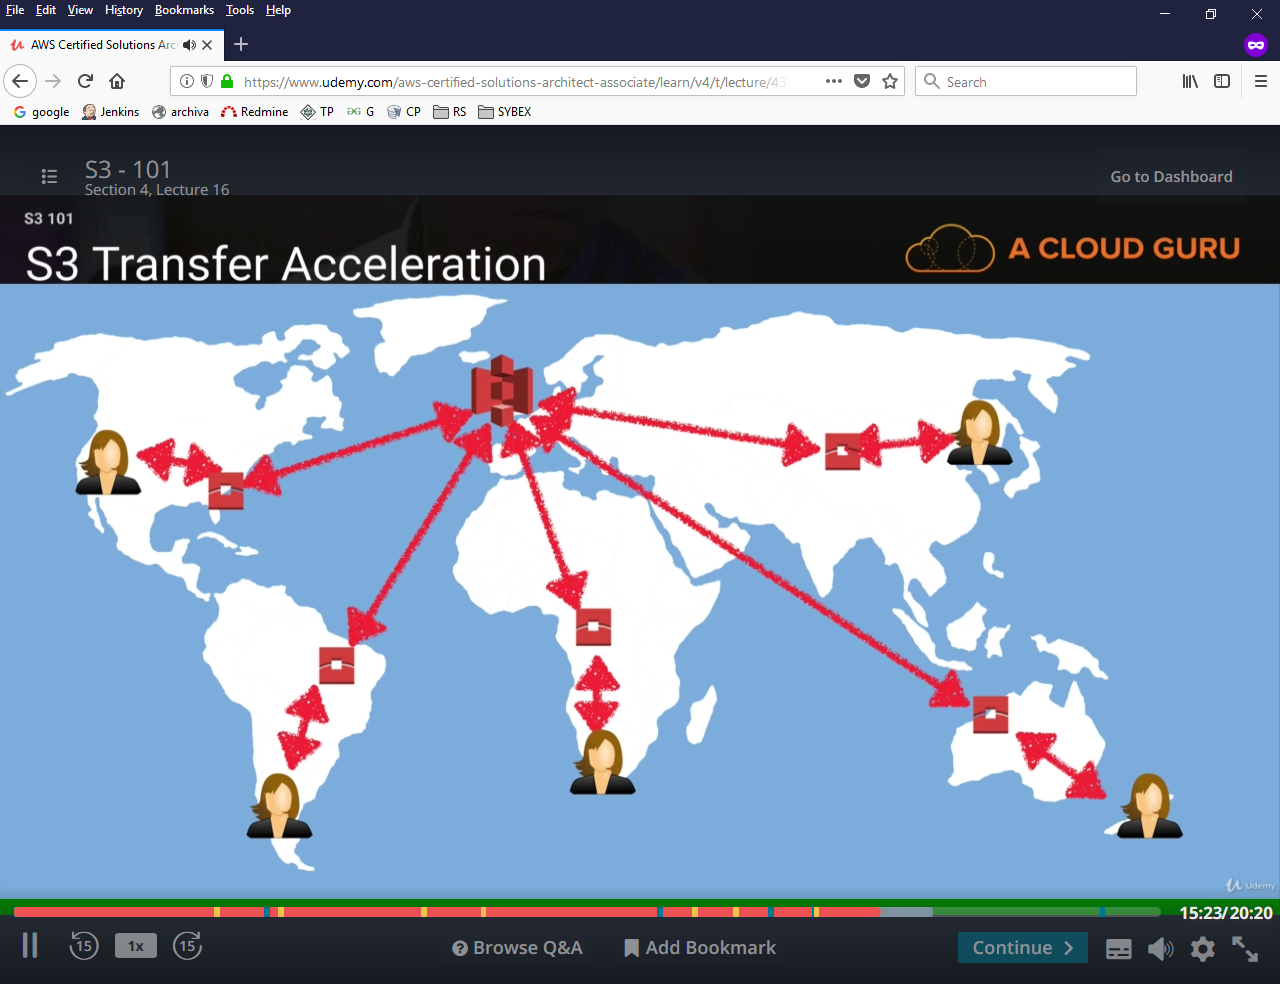 File Edit View History Bookmarks Tools Help
AWS Certified Solutions Arc
https://www.udemy.com/aws-certified-solutions-architect-associate/learn/v4/t/lecture/43
Search
G google Jenkins archiva Redmine TP G CP RS SYBEX
S3 - 101
Section 4, Lecture 16
Go to Dashboard
S3 101
S3 Transfer Acceleration
A CLOUD GURU
Udemy
15:23/20:20
15 1x 15 Browse Q&A Add Bookmark Continue